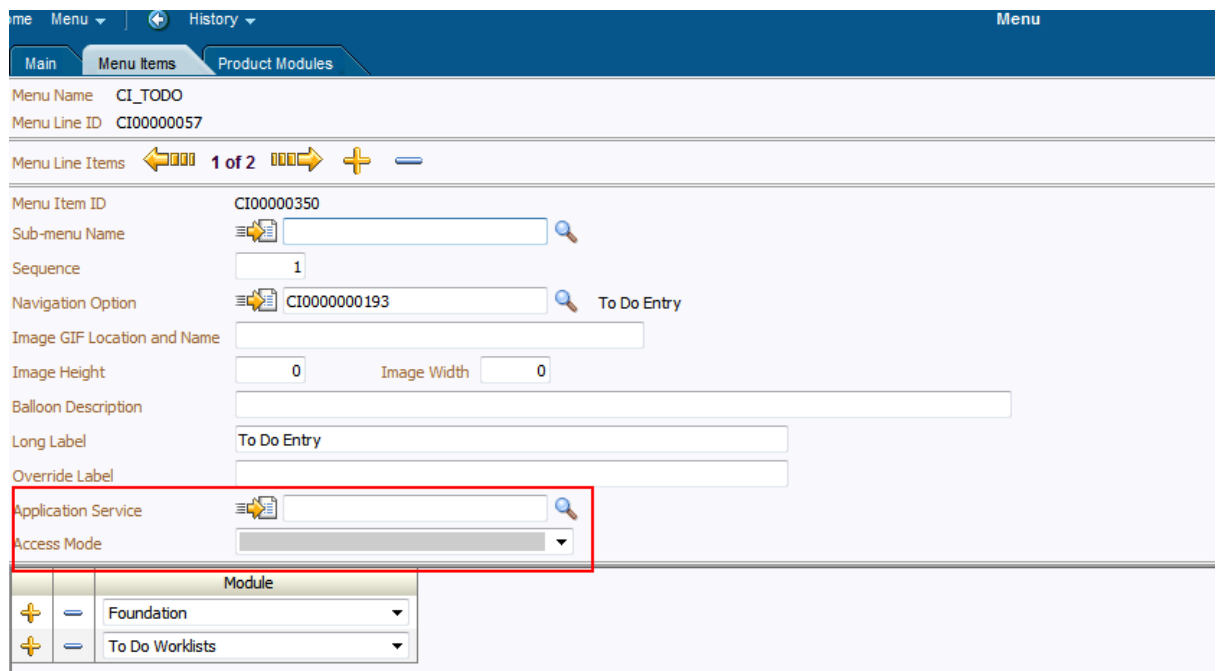 ome Menu History Menu
Main Menu Items Product Modules
Menu Name CI_TODO
Menu Line ID CI00000057
Menu Line Items 1 of 2
Menu Item ID CI00000350
Sub-menu Name
Sequence 1
Navigation Option CI0000000193 To Do Entry
Image GIF Location and Name
Image Height 0 Image Width 0
Balloon Description
Long Label To Do Entry
Override Label
Application Service
Access Mode
Module
Foundation
To Do Worklists